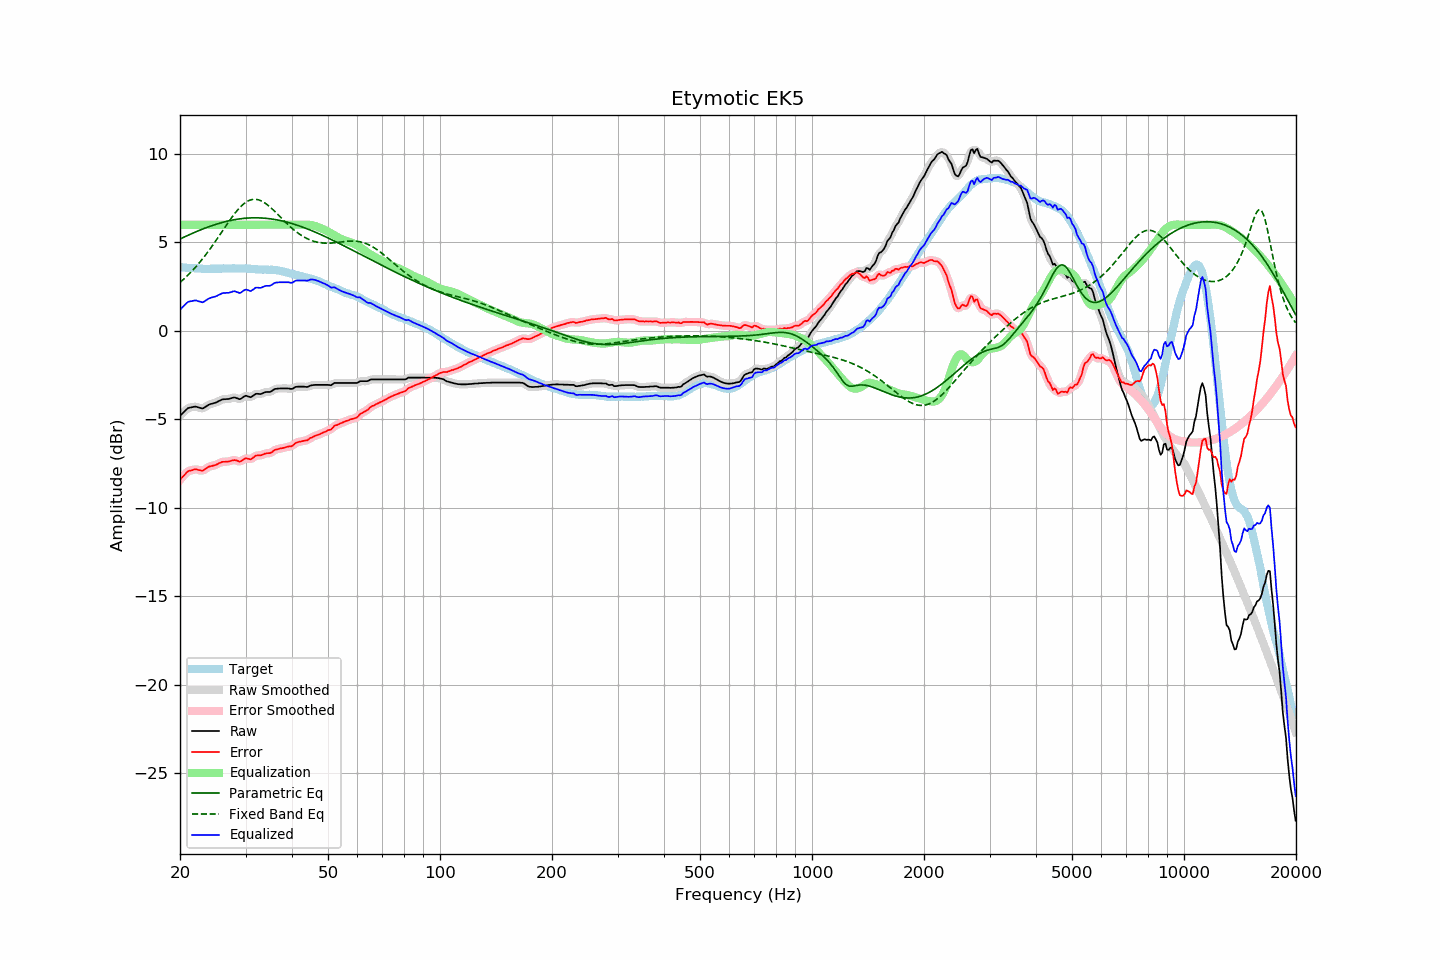 Etymotic EK5
Amplitude (dBr)
10
5
0
−5
−10
−15
−20
−25
Target
Raw Smoothed
Error Smoothed
Raw
Error
Equalization
Parametric Eq
Fixed Band Eq
Equalized
20 50 100 200 500 1000 2000 5000 10000 20000
Frequency (Hz)